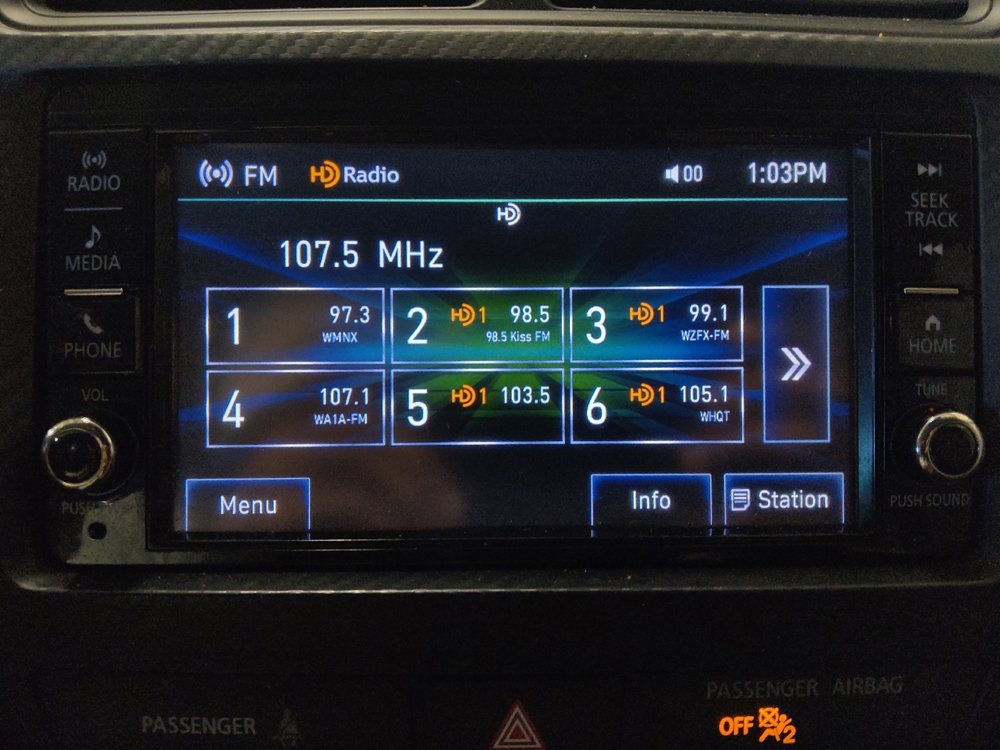 RADIO
MEDIA
PHONE
VOL
FM HD Radio 00 1:03PM
HD
107.5 MHz
1 97.3
WMNX
2 HD1 98.5
98.5 Kiss FM
3 HD1 99.1
WZFX-FM
4 107.1
WA1A-FM
5 HD1 103.5
6 HD1 105.1
WHQT
Menu
Info
Station
SEEK
TRACK
HOME
TUNE
PUSH SOUND
PASSENGER
PASSENGER AIRBAG
OFF 2